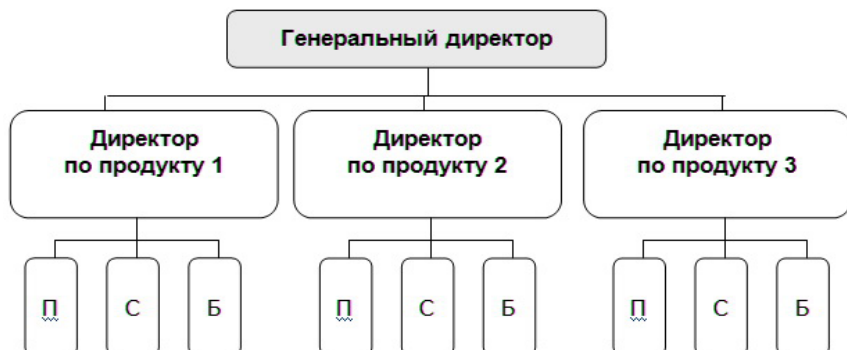 Генеральный директор
Директор
по продукту 1
Директор
по продукту 2
Директор
по продукту 3
П
С
Б
П
С
Б
П
С
Б